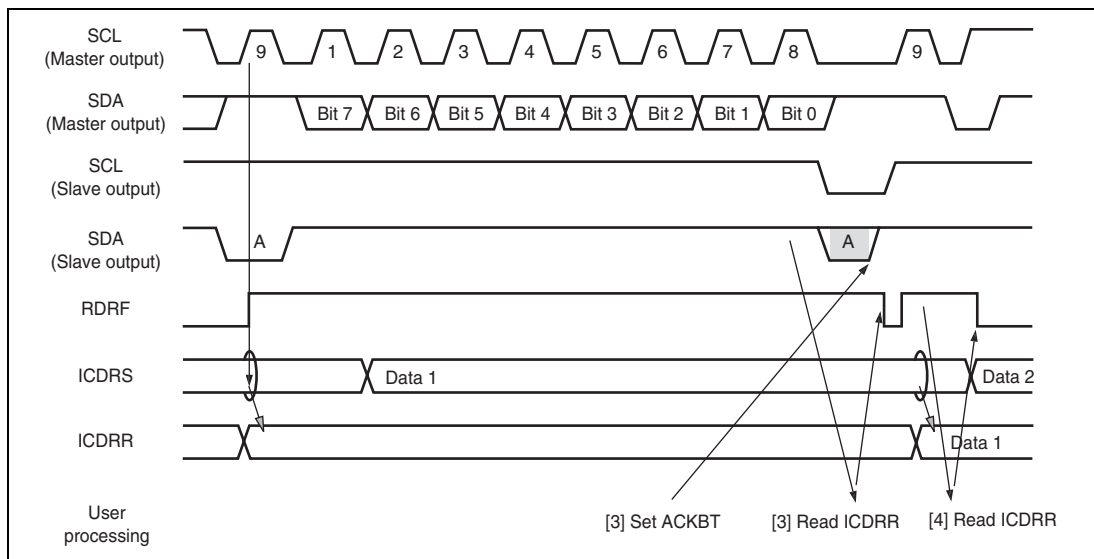 SCL
(Master output)
9 1 2 3 4 5 6 7 8 9
SDA
(Master output)
Bit 7 Bit 6 Bit 5 Bit 4 Bit 3 Bit 2 Bit 1 Bit 0
SCL
(Slave output)
SDA
(Slave output)
A A
RDRF
ICDRS
Data 1 Data 2
ICDRR
Data 1
User
processing
[3] Set ACKBT [3] Read ICDRR [4] Read ICDRR